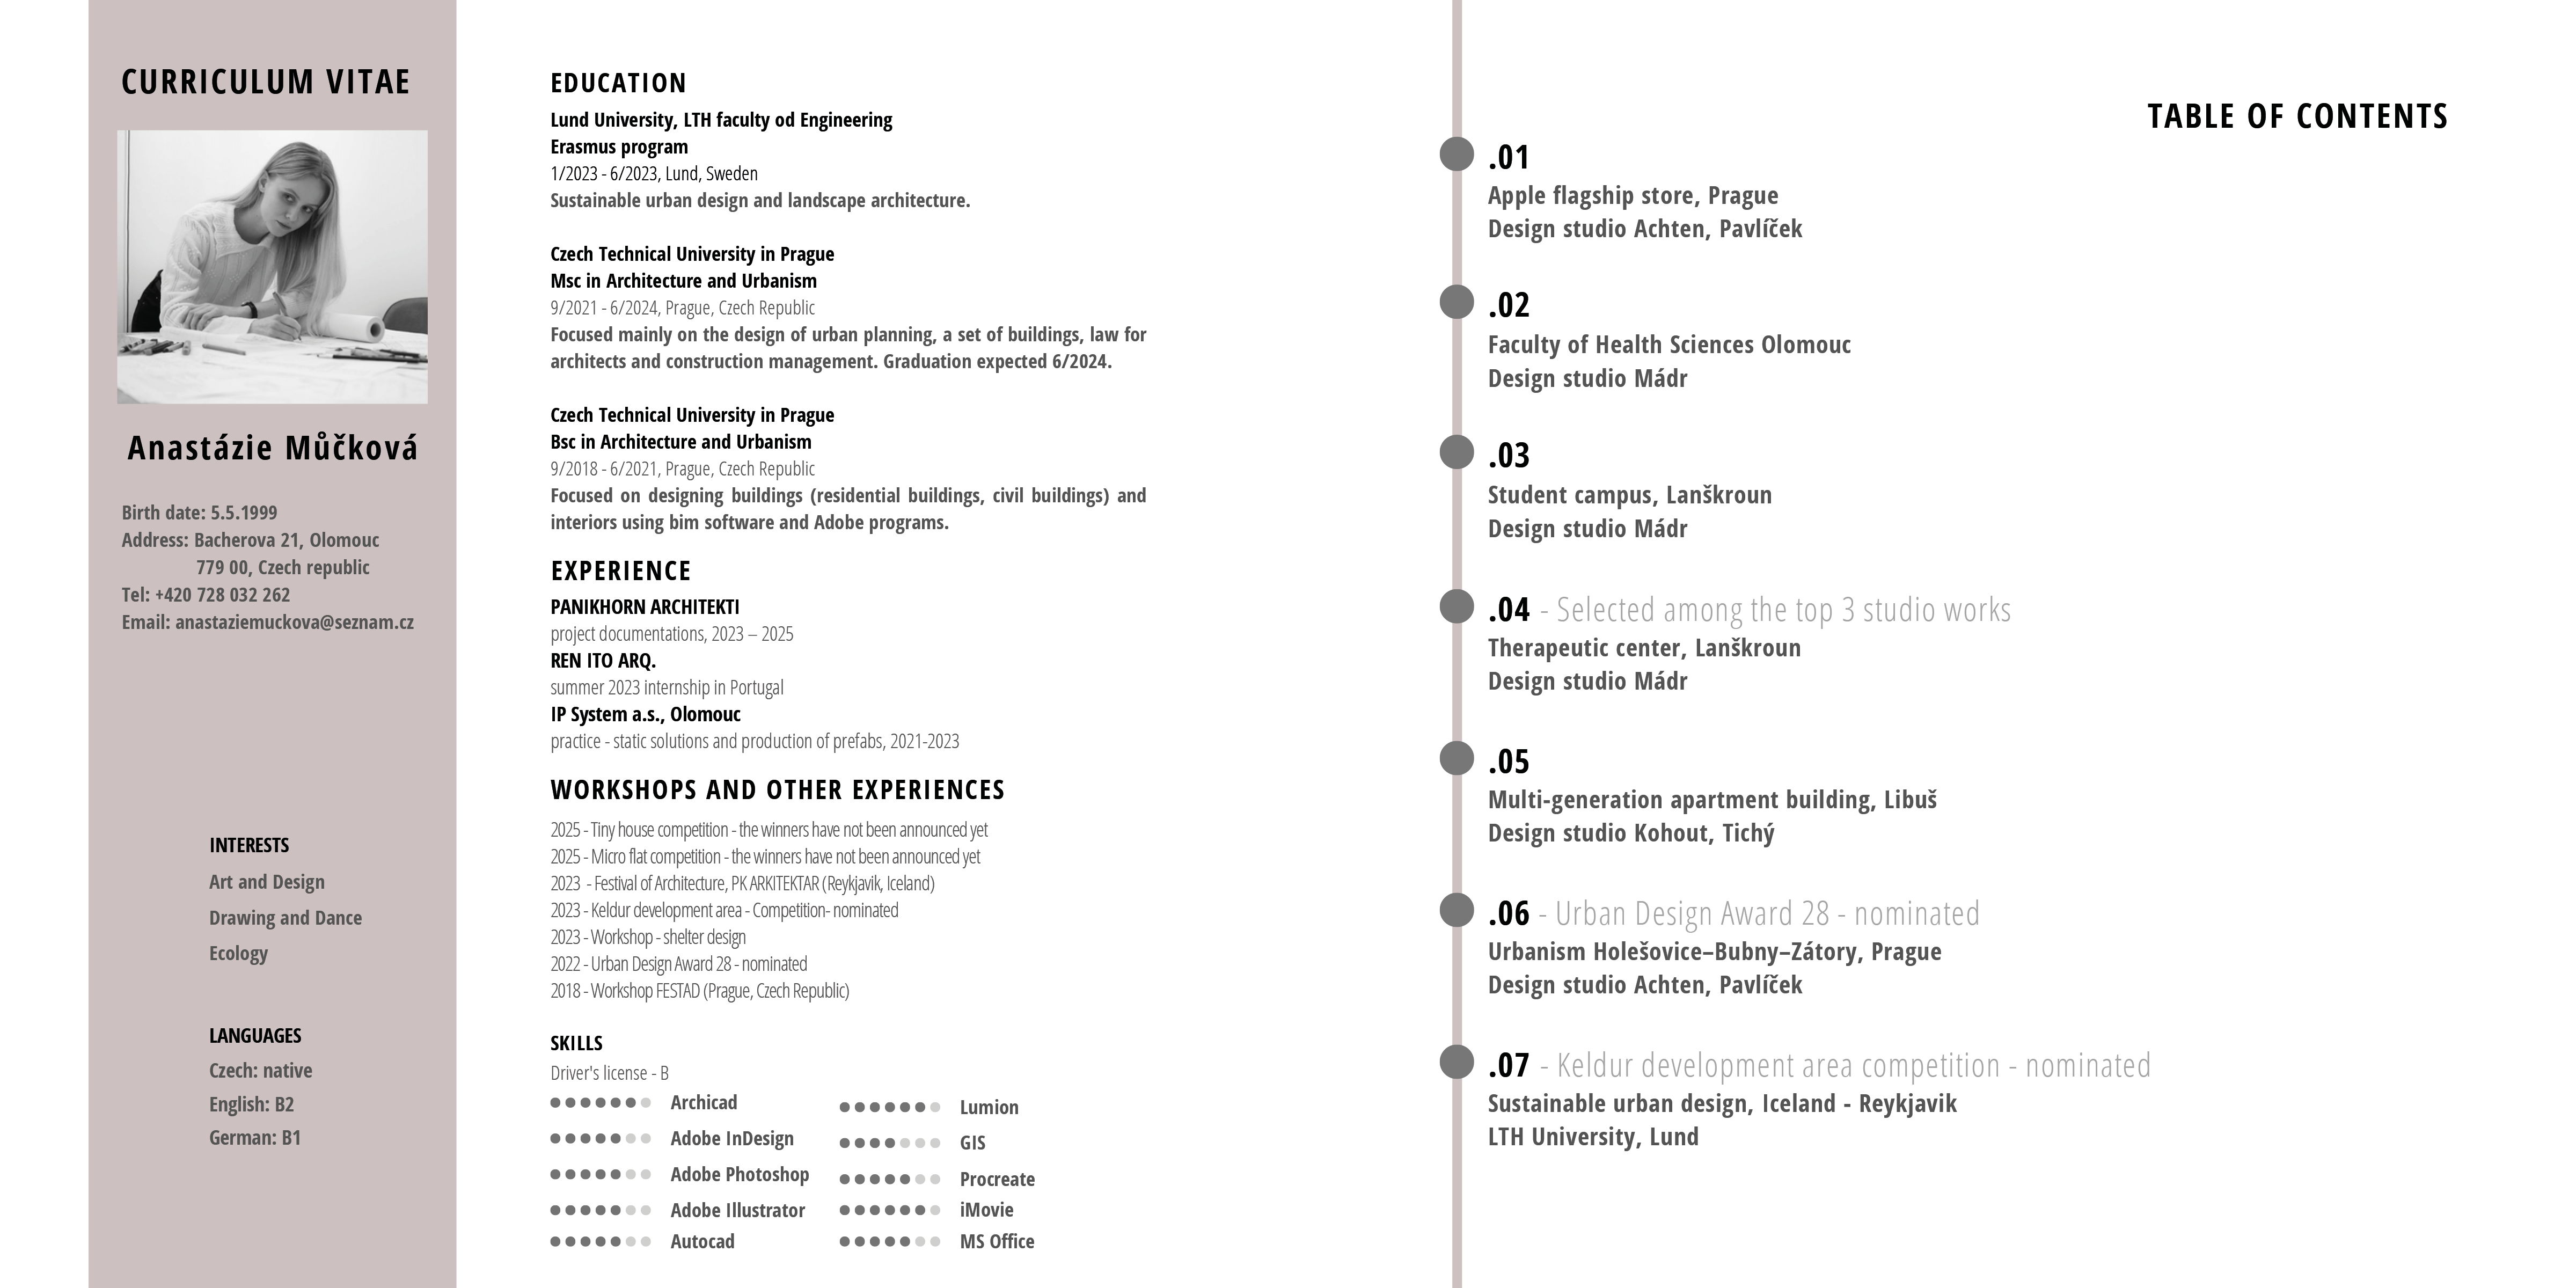 CURRICULUM VITAE
Anastázie Můčková
Birth date: 5.5.1999
Address: Bacherova 21, Olomouc
779 00, Czech republic
Tel: +420 728 032 262
Email: anastaziemuckova@seznam.cz
INTERESTS
Art and Design
Drawing and Dance
Ecology
LANGUAGES
Czech: native
English: B2
German: B1
EDUCATION
Lund University, LTH faculty od Engineering
Erasmus program
1/2023 - 6/2023, Lund, Sweden
Sustainable urban design and landscape architecture.
Czech Technical University in Prague
Msc in Architecture and Urbanism
9/2021 - 6/2024, Prague, Czech Republic
Focused mainly on the design of urban planning, a set of buildings, law for
architects and construction management. Graduation expected 6/2024.
Czech Technical University in Prague
Bsc in Architecture and Urbanism
9/2018 - 6/2021, Prague, Czech Republic
Focused on designing buildings (residential buildings, civil buildings) and
interiors using bim software and Adobe programs.
EXPERIENCE
PANIKHORN ARCHITEKTI
project documentations, 2023 – 2025
REN ITO ARQ.
summer 2023 internship in Portugal
IP System a.s., Olomouc
practice - static solutions and production of prefabs, 2021-2023
WORKSHOPS AND OTHER EXPERIENCES
2025 - Tiny house competition - the winners have not been announced yet
2025 - Micro flat competition - the winners have not been announced yet
2023 - Festival of Architecture, PK ARKITEKTAR (Reykjavik, Iceland)
2023 - Keldur development area - Competition- nominated
2023 - Workshop - shelter design
2022 - Urban Design Award 28 - nominated
2018 - Workshop FESTAD (Prague, Czech Republic)
SKILLS
Driver's license - B
Archicad
Adobe InDesign
Adobe Photoshop
Adobe Illustrator
Autocad
Lumion
GIS
Procreate
iMovie
MS Office
TABLE OF CONTENTS
.01
Apple flagship store, Prague
Design studio Achten, Pavlíček
.02
Faculty of Health Sciences Olomouc
Design studio Mádr
.03
Student campus, Lanškroun
Design studio Mádr
.04 - Selected among the top 3 studio works
Therapeutic center, Lanškroun
Design studio Mádr
.05
Multi-generation apartment building, Libuš
Design studio Kohout, Tichý
.06 - Urban Design Award 28 - nominated
Urbanism Holešovice–Bubny–Zátory, Prague
Design studio Achten, Pavlíček
.07 - Keldur development area competition - nominated
Sustainable urban design, Iceland - Reykjavik
LTH University, Lund